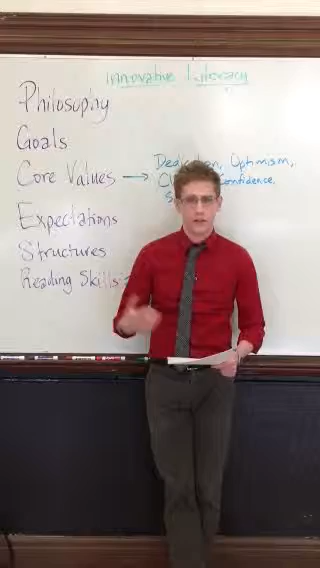 Innovative Literacy
Philosophy
Goals
Core Values → Dedication, Optimism,
Confidence,
Expectations
Structures
Reading Skills